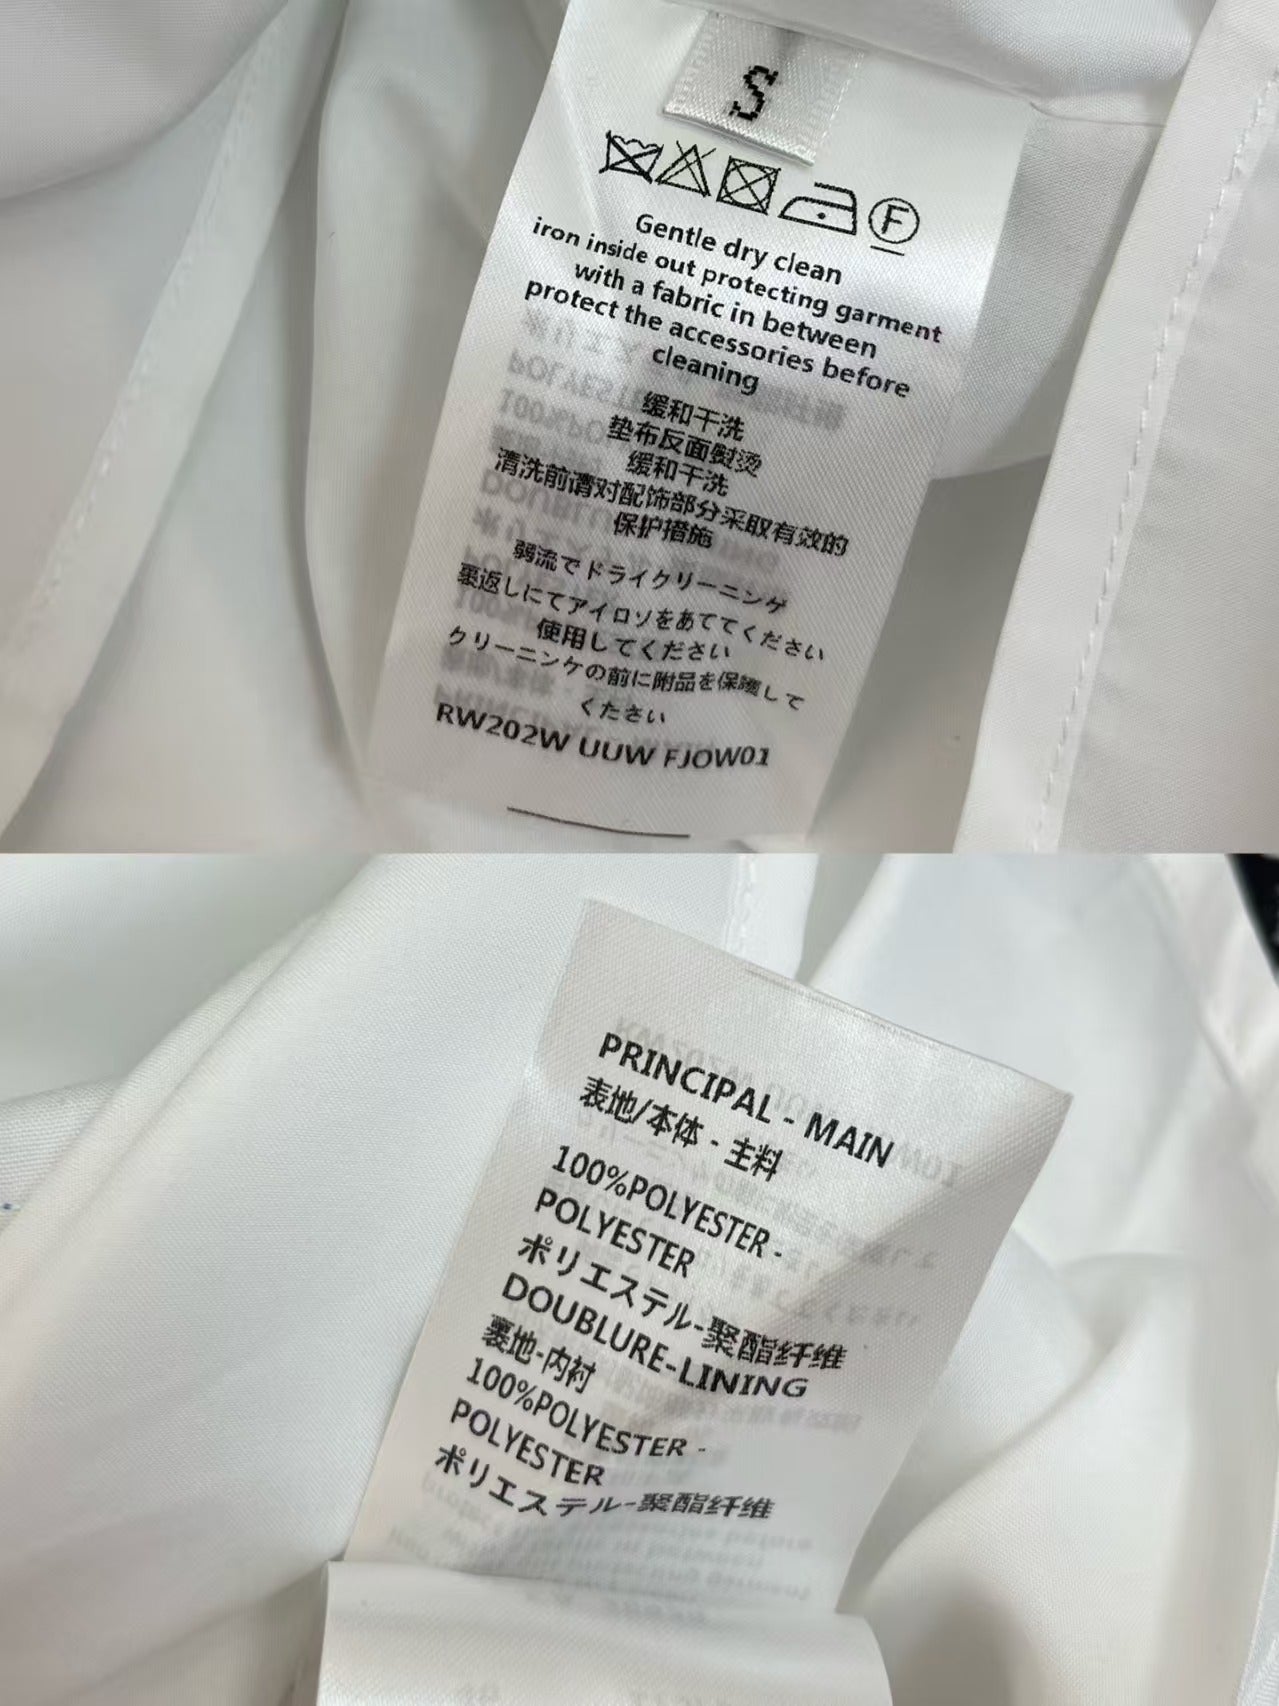 S
F
Gentle dry clean
iron inside out protecting garment
with a fabric in between
protect the accessories before
cleaning
缓和干洗
垫布反面熨烫
缓和干洗
清洗前请对配饰部分采取有效的
保护措施
弱流でドライクリーニンゲ
裏返しにてアイロソをあててください
使用してください
クリーニンケの前に附品を保護して
ください
RW202W UUW FJOW01
PRINCIPAL - MAIN
表地/本体 - 主料
100%POLYESTER -
POLYESTER
ポリエステル-聚酯纤维
DOUBLURE-LINING
裏地-内衬
100%POLYESTER -
POLYESTER
ポリエステル-聚酯纤维